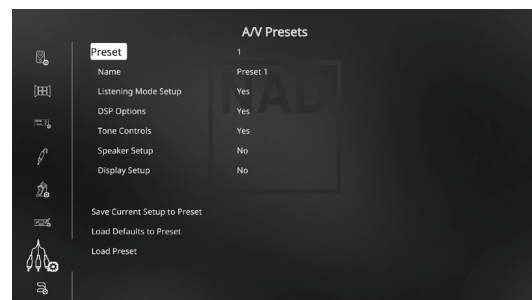 A/V Presets
Preset 1
Name Preset 1
Listening Mode Setup Yes
DSP Options Yes
Tone Controls Yes
Speaker Setup No
Display Setup No
Save Current Setup to Preset
Load Defaults to Preset
Load Preset
NAD